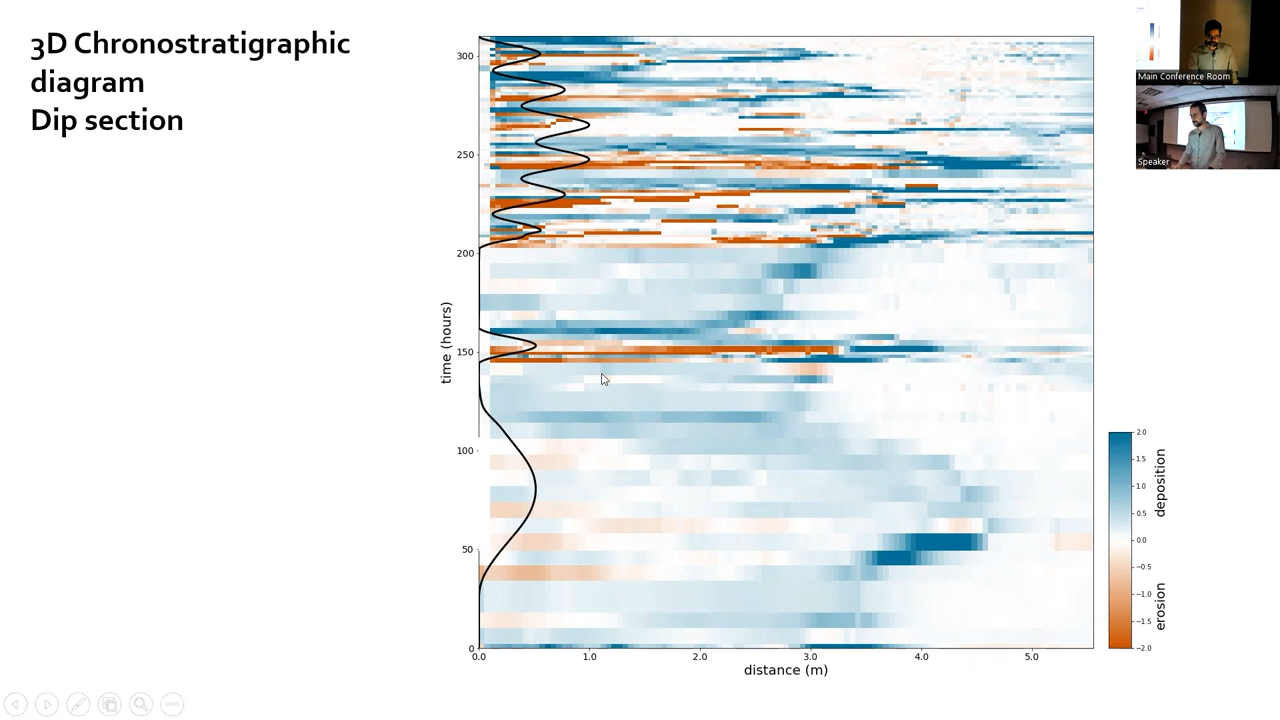 3D Chronostratigraphic
diagram
Dip section
Main Conference Room
Speaker
300
250
200
150
100
50
0
time (hours)
0.0 1.0 2.0 3.0 4.0 5.0
distance (m)
2.0
1.5
1.0
0.5
0.0
−0.5
−1.0
−1.5
−2.0
deposition
erosion